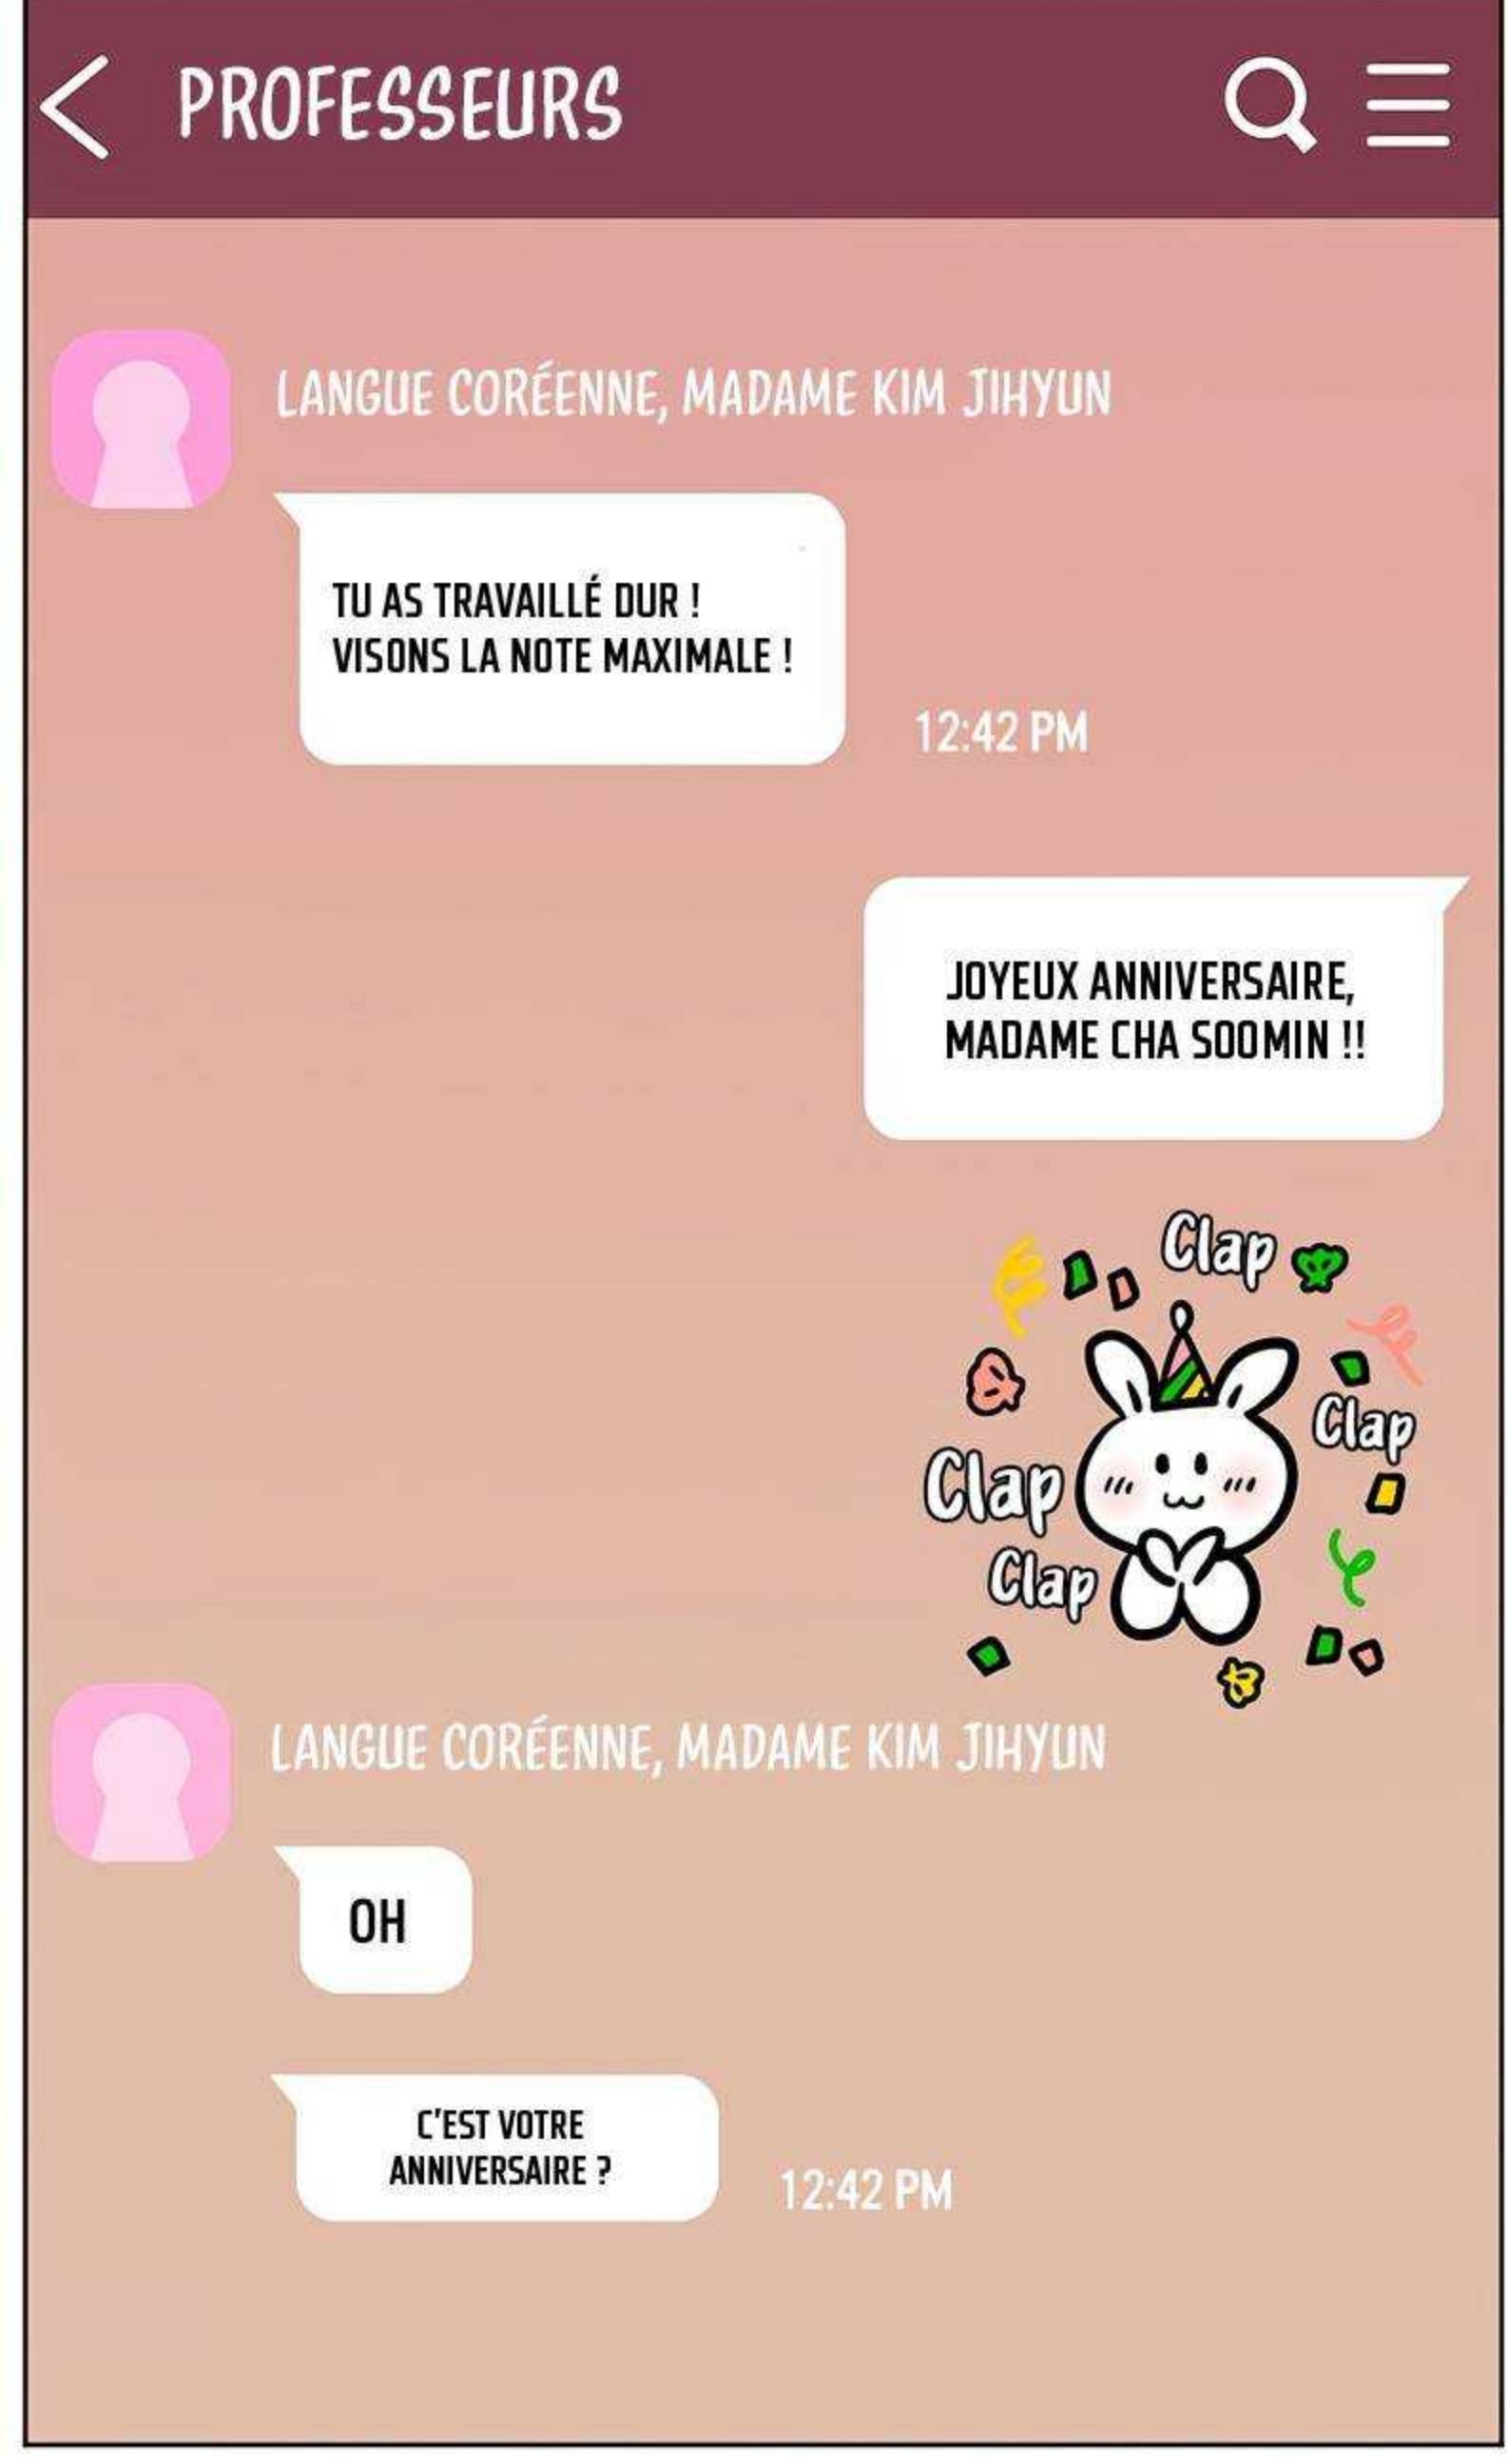 PROFESSEURS
LANGUE CORÉENNE, MADAME KIM JIHYUN
TU AS TRAVAILLÉ DUR !
VISONS LA NOTE MAXIMALE !
12:42 PM
JOYEUX ANNIVERSAIRE,
MADAME CHA SOOMIN !!
Clap
Clap
Clap
Clap
LANGUE CORÉENNE, MADAME KIM JIHYUN
OH
C'EST VOTRE
ANNIVERSAIRE ?
12:42 PM